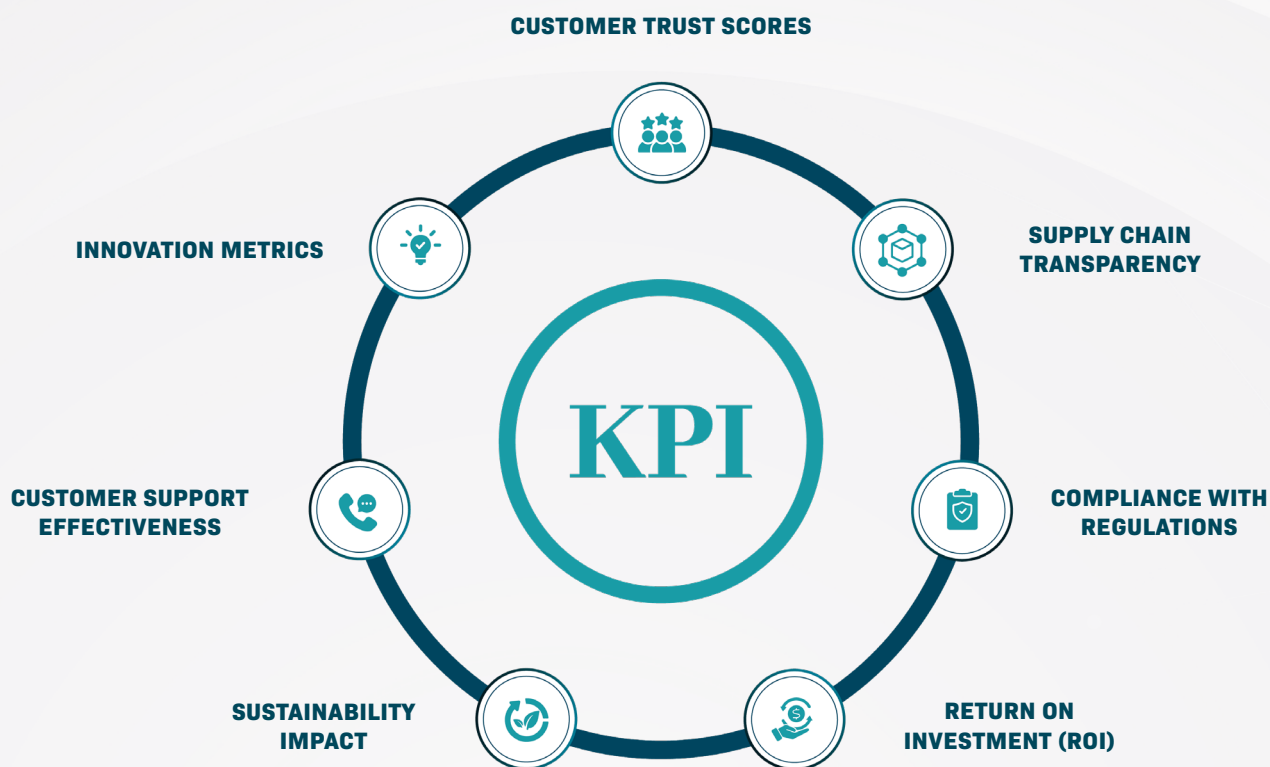 CUSTOMER TRUST SCORES
INNOVATION METRICS
SUPPLY CHAIN
TRANSPARENCY
KPI
CUSTOMER SUPPORT
EFFECTIVENESS
COMPLIANCE WITH
REGULATIONS
SUSTAINABILITY
IMPACT
RETURN ON
INVESTMENT (ROI)